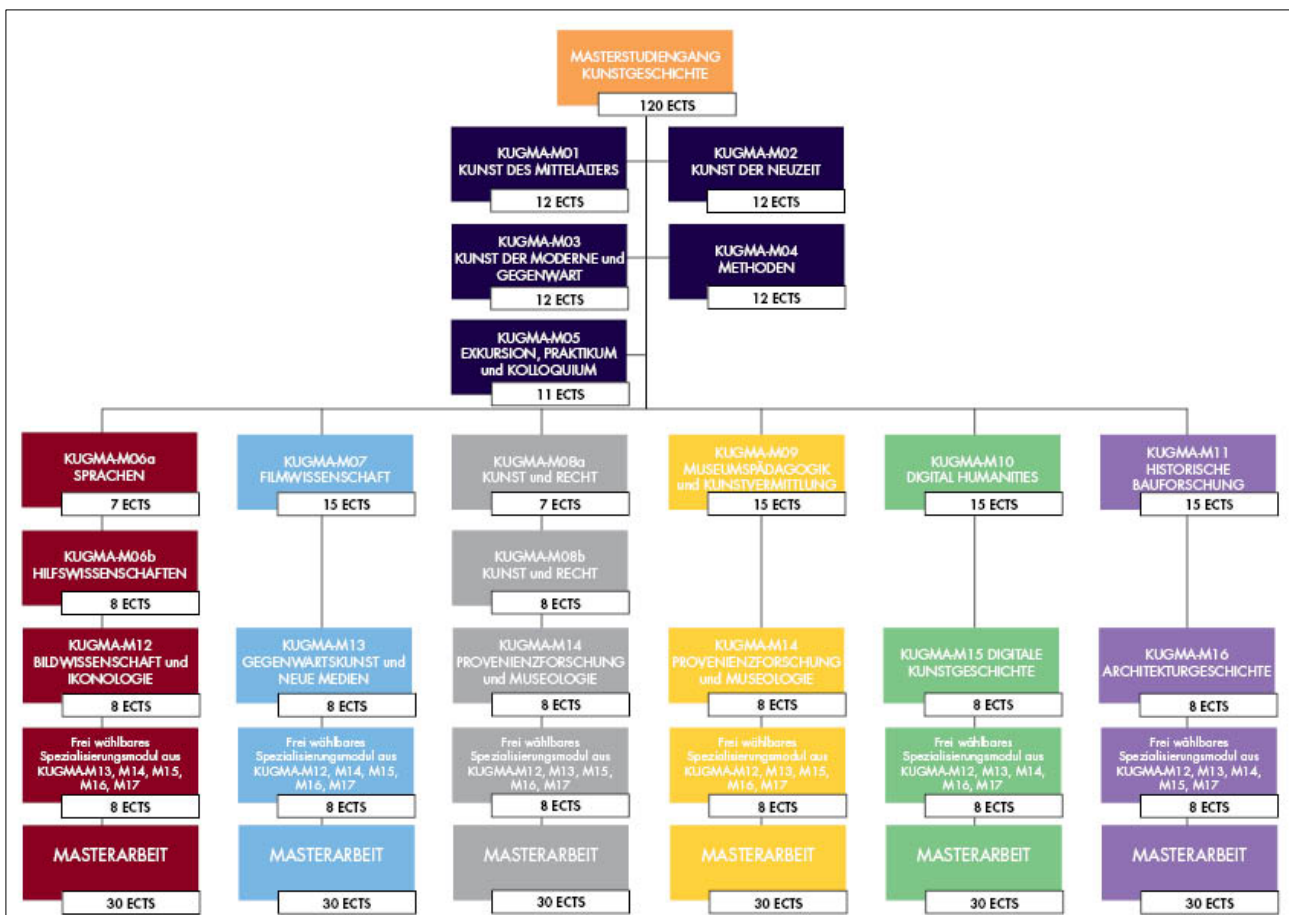 MASTERSTUDIENGANG
KUNSTGESCHICHTE
120 ECTS
KUGMA-M01
KUNST DES MITTELALTERS
12 ECTS
KUGMA-M02
KUNST DER NEUZEIT
12 ECTS
KUGMA-M03
KUNST DER MODERNE und
GEGENWART
12 ECTS
KUGMA-M04
METHODEN
12 ECTS
KUGMA-M05
EXKURSION, PRAKTIKUM
und KOLLOQUIUM
11 ECTS
KUGMA-M06a
SPRACHEN
7 ECTS
KUGMA-M06b
HILFSWISSENSCHAFTEN
8 ECTS
KUGMA-M12
BILDWISSENSCHAFT und
IKONOLOGIE
8 ECTS
Frei wählbares
Spezialisierungsmodul aus
KUGMA-M13, M14, M15,
M16, M17
8 ECTS
MASTERARBEIT
30 ECTS
KUGMA-M07
FILMWISSENSCHAFT
15 ECTS
KUGMA-M13
GEGENWARTSKUNST und
NEUE MEDIEN
8 ECTS
Frei wählbares
Spezialisierungsmodul aus
KUGMA-M12, M14, M15,
M16, M17
8 ECTS
MASTERARBEIT
30 ECTS
KUGMA-M08a
KUNST und RECHT
7 ECTS
KUGMA-M08b
KUNST und RECHT
8 ECTS
KUGMA-M14
PROVENIENZFORSCHUNG
und MUSEOLOGIE
8 ECTS
Frei wählbares
Spezialisierungsmodul aus
KUGMA-M12, M13, M15,
M16, M17
8 ECTS
MASTERARBEIT
30 ECTS
KUGMA-M09
MUSEUMSPÄDAGOGIK
und KUNSTVERMITTLUNG
15 ECTS
KUGMA-M14
PROVENIENZFORSCHUNG
und MUSEOLOGIE
8 ECTS
Frei wählbares
Spezialisierungsmodul aus
KUGMA-M12, M13, M15,
M16, M17
8 ECTS
MASTERARBEIT
30 ECTS
KUGMA-M10
DIGITAL HUMANITIES
15 ECTS
KUGMA-M15 DIGITALE
KUNSTGESCHICHTE
8 ECTS
Frei wählbares
Spezialisierungsmodul aus
KUGMA-M12, M13, M14,
M16, M17
8 ECTS
MASTERARBEIT
30 ECTS
KUGMA-M11
HISTORISCHE
BAUFORSCHUNG
15 ECTS
KUGMA-M16
ARCHITEKTURGESCHICHTE
8 ECTS
Frei wählbares
Spezialisierungsmodul aus
KUGMA-M12, M13, M14,
M15, M17
8 ECTS
MASTERARBEIT
30 ECTS